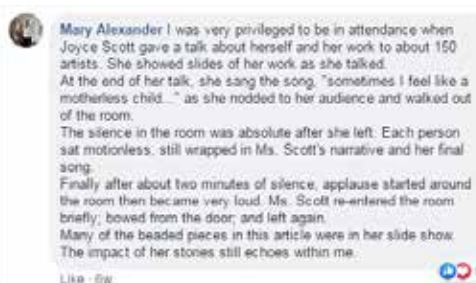 Mary Alexander I was very privileged to be in attendance when
Joyce Scott gave a talk about herself and her work to about 150
artists. She showed slides of her work as she talked.
At the end of her talk, she sang the song, "sometimes I feel like a
motherless child..." as she nodded to her audience and walked out
of the room.
The silence in the room was absolute after she left. Each person
sat motionless, still wrapped in Ms. Scott's narrative and her final
song.
Finally after about two minutes of silence, applause started around
the room then became very loud. Ms. Scott re-entered the room
briefly; bowed from the door; and left again.
Many of the beaded pieces in this article were in her slide show.
The impact of her stories still echoes within me.
Like · 6w